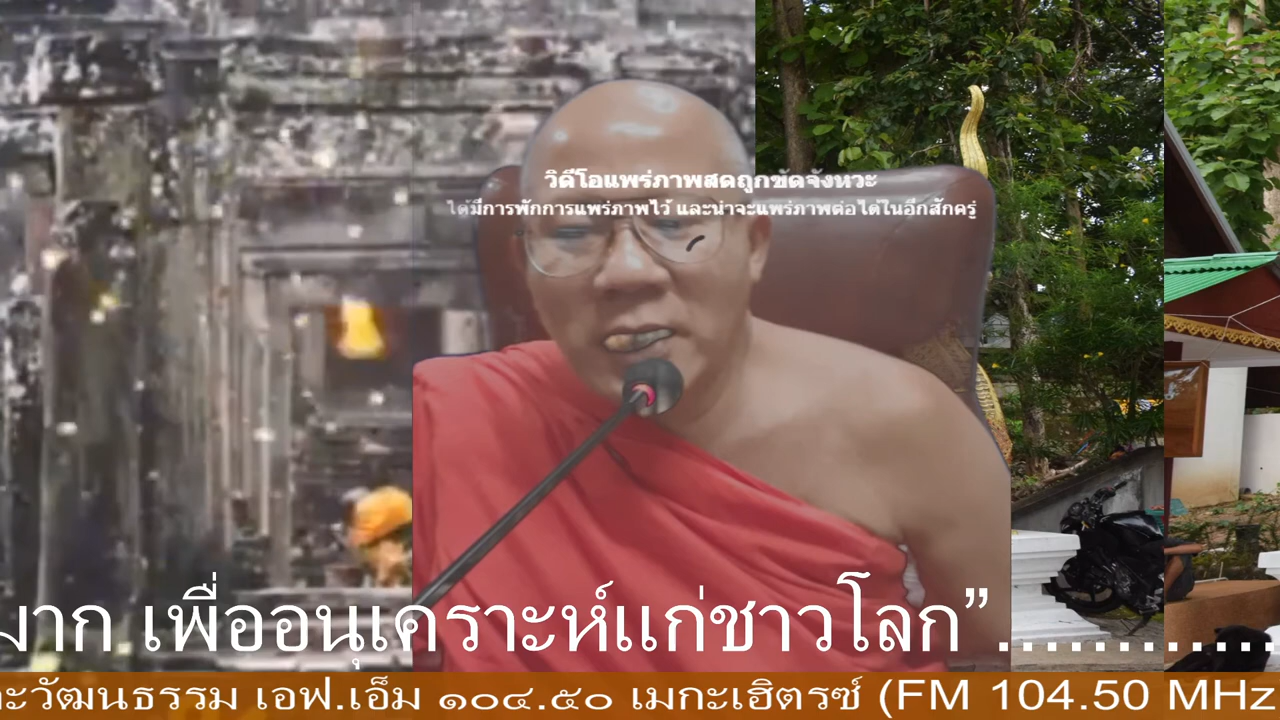 วิดีโอแพร่ภาพสดถูกขัดจังหวะ
ได้มีการพักการแพร่ภาพไว้ และน่าจะแพร่ภาพต่อได้ในอีกสักครู่
มาก เพื่ออนุเคราะห์แก่ชาวโลก”............
ะวัฒนธรรม เอฟ.เอ็ม ๑๐๔.๕๐ เมกะเฮิตรซ์ (FM 104.50 MHz